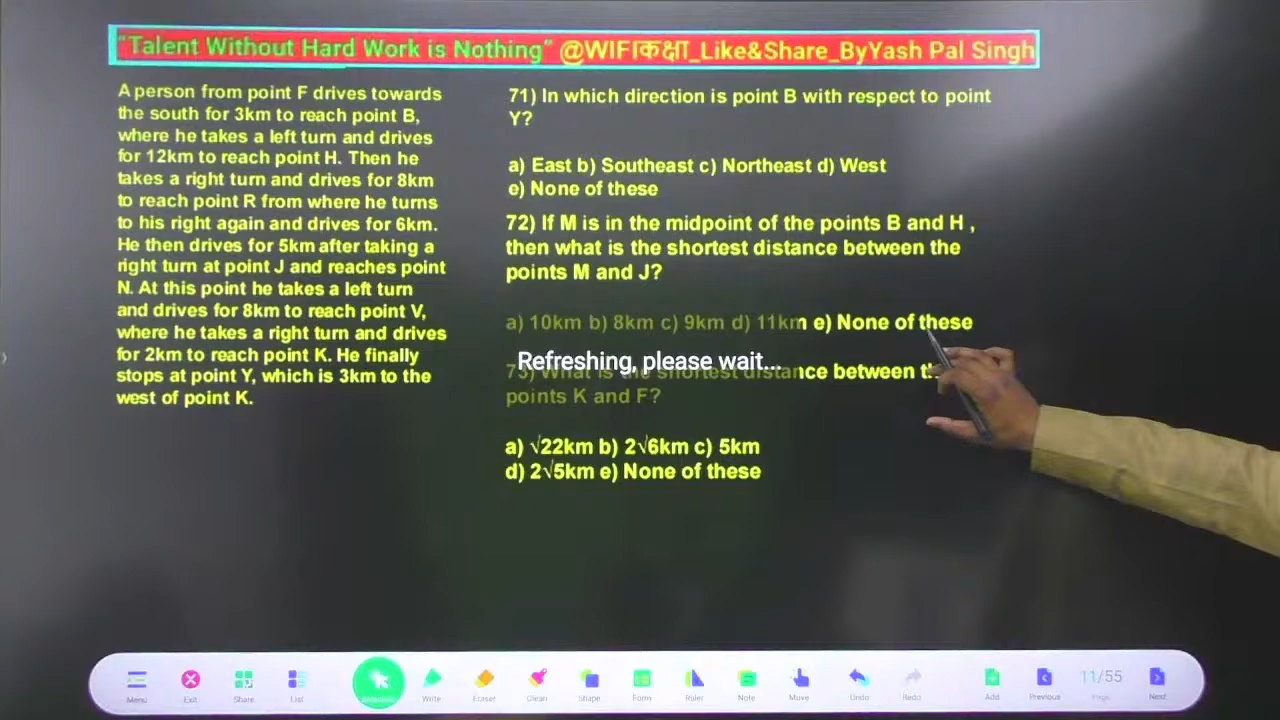 "Talent Without Hard Work is Nothing" @WIFIकक्षा_Like&Share_ByYash Pal Singh
A person from point F drives towards
the south for 3km to reach point B,
where he takes a left turn and drives
for 12km to reach point H. Then he
takes a right turn and drives for 8km
to reach point R from where he turns
to his right again and drives for 6km.
He then drives for 5km after taking a
right turn at point J and reaches point
N. At this point he takes a left turn
and drives for 8km to reach point V,
where he takes a right turn and drives
for 2km to reach point K. He finally
stops at point Y, which is 3km to the
west of point K.
71) In which direction is point B with respect to point
Y?
a) East b) Southeast c) Northeast d) West
e) None of these
72) If M is in the midpoint of the points B and H ,
then what is the shortest distance between the
points M and J?
a) 10km b) 8km c) 9km d) 11km e) None of these
Refreshing, please wait...
73) What is the shortest distance between
points K and F?
a) √22km b) 2√6km c) 5km
d) 2√5km e) None of these
Menu Exit Share List Write Eraser Clean Shape Form Ruler Note Move Undo Redo Add Previous 11/55 Page Next